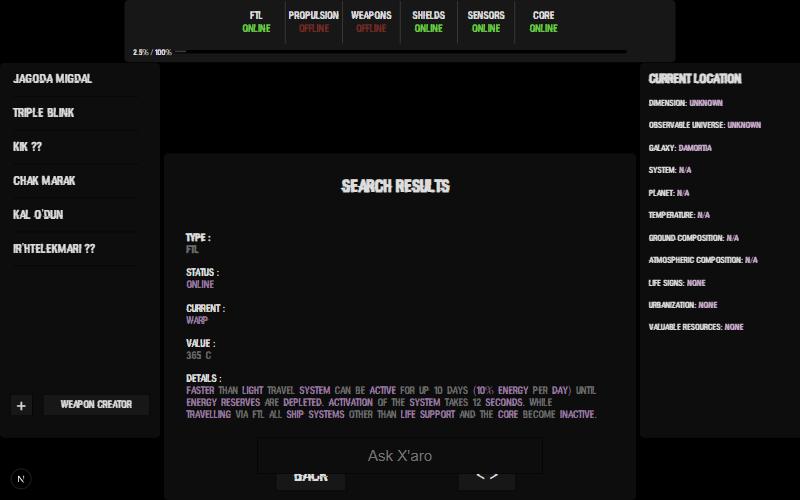 FTL
ONLINE
PROPULSION
OFFLINE
WEAPONS
OFFLINE
SHIELDS
ONLINE
SENSORS
ONLINE
CORE
ONLINE
2.5% / 100%
JAGODA MIGDAL
TRIPLE BLINK
KIK ??
CHAK MARAK
KAL O'DUN
IR'HTELEKMARI ??
+
WEAPON CREATOR
N
SEARCH RESULTS
TYPE :
FTL
STATUS :
ONLINE
CURRENT :
WARP
VALUE :
365 C
DETAILS :
FASTER THAN LIGHT TRAVEL SYSTEM CAN BE ACTIVE FOR UP 10 DAYS (10% ENERGY PER DAY) UNTIL
ENERGY RESERVES ARE DEPLETED. ACTIVATION OF THE SYSTEM TAKES 12 SECONDS. WHILE
TRAVELLING VIA FTL ALL SHIP SYSTEMS OTHER THAN LIFE SUPPORT AND THE CORE BECOME INACTIVE.
Ask X'aro
BACK
< >
CURRENT LOCATION
DIMENSION: UNKNOWN
OBSERVABLE UNIVERSE: UNKNOWN
GALAXY: DAMORTIA
SYSTEM: N/A
PLANET: N/A
TEMPERATURE: N/A
GROUND COMPOSITION: N/A
ATMOSPHERIC COMPOSITION: N/A
LIFE SIGNS: NONE
URBANIZATION: NONE
VALUABLE RESOURCES: NONE